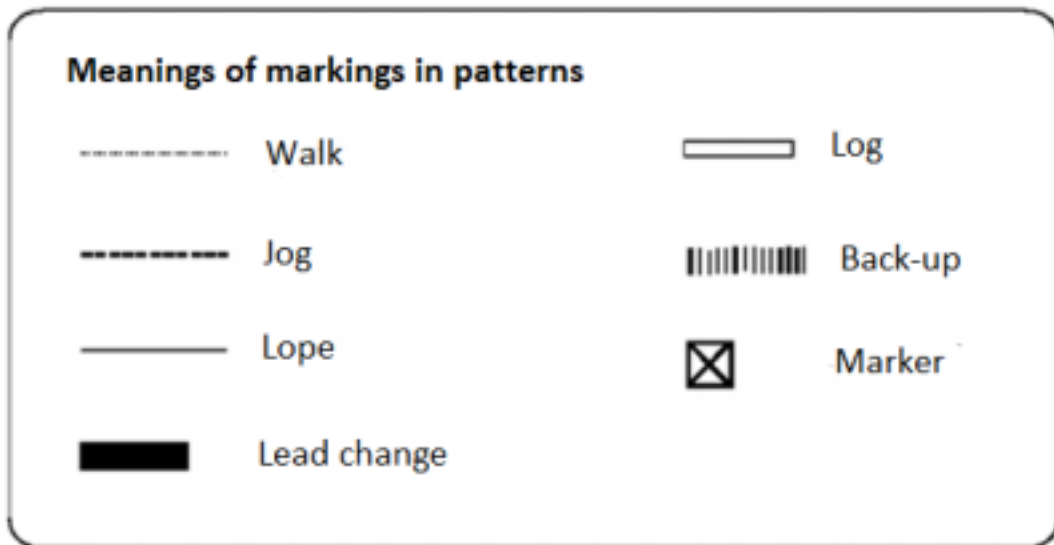 Meanings of markings in patterns
Walk
Jog
Lope
Lead change
Log
Back-up
Marker